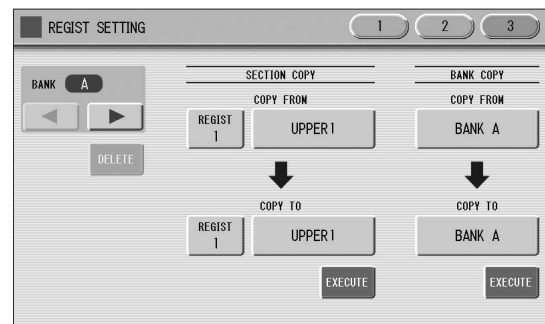 REGIST SETTING
1 2 3
BANK A
DELETE
SECTION COPY
COPY FROM
REGIST
1
UPPER1
COPY TO
REGIST
1
UPPER1
EXECUTE
BANK COPY
COPY FROM
BANK A
COPY TO
BANK A
EXECUTE